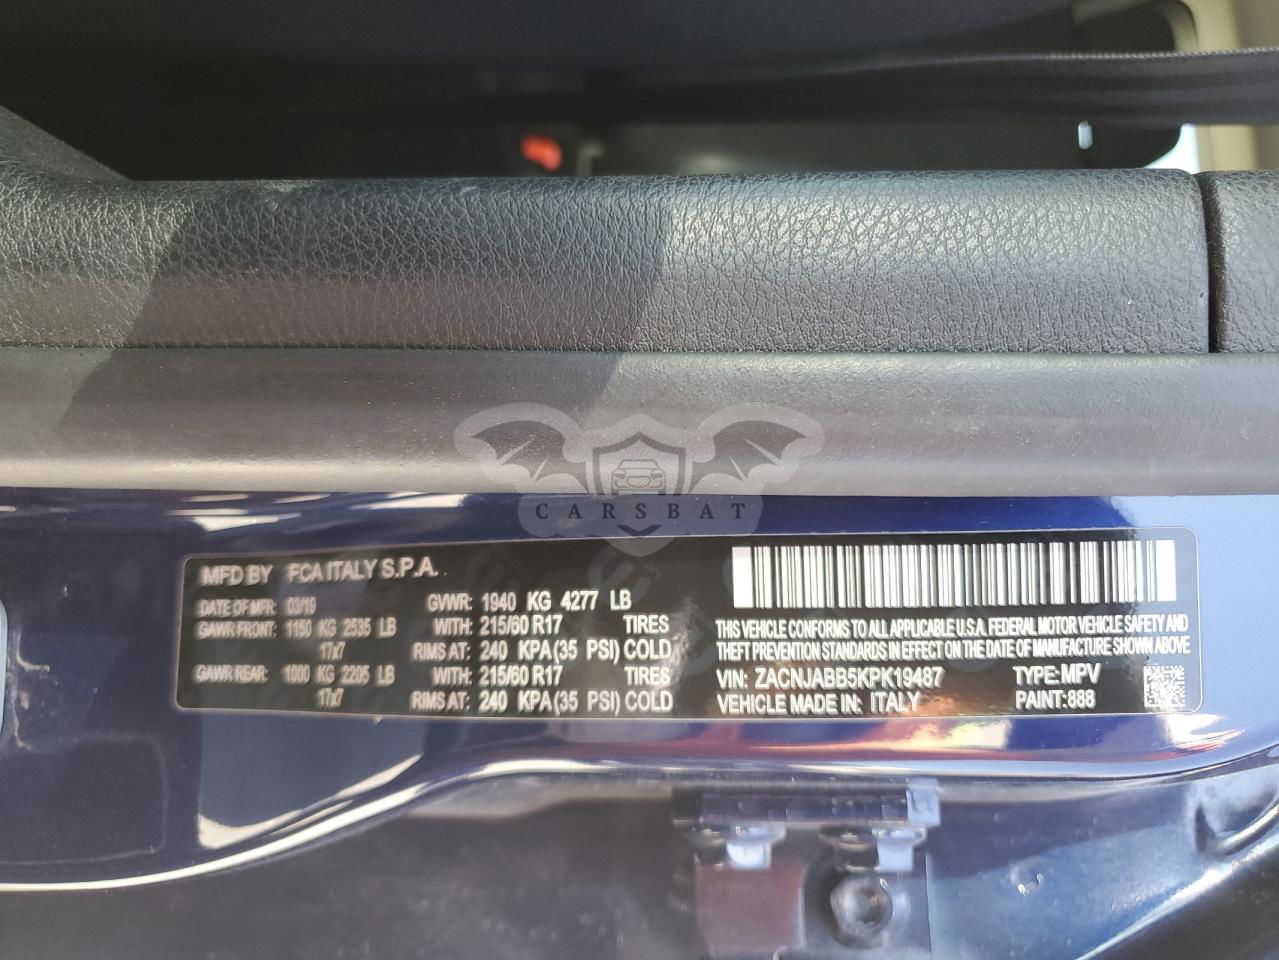 CARSBAT
MFD BY FCA ITALY S.P.A.
DATE OF MFR: 03/19 GVWR: 1940 KG 4277 LB
GAWR FRONT: 1150 KG 2535 LB WITH: 215/60 R17 TIRES
17x7 RIMS AT: 240 KPA (35 PSI) COLD
GAWR REAR: 1000 KG 2205 LB WITH: 215/60 R17 TIRES
17x7 RIMS AT: 240 KPA (35 PSI) COLD
THIS VEHICLE CONFORMS TO ALL APPLICABLE U.S.A. FEDERAL MOTOR VEHICLE SAFETY AND
THEFT PREVENTION STANDARDS IN EFFECT ON THE DATE OF MANUFACTURE SHOWN ABOVE
VIN: ZACNJABB5KPK19487 TYPE: MPV
VEHICLE MADE IN: ITALY PAINT: 888